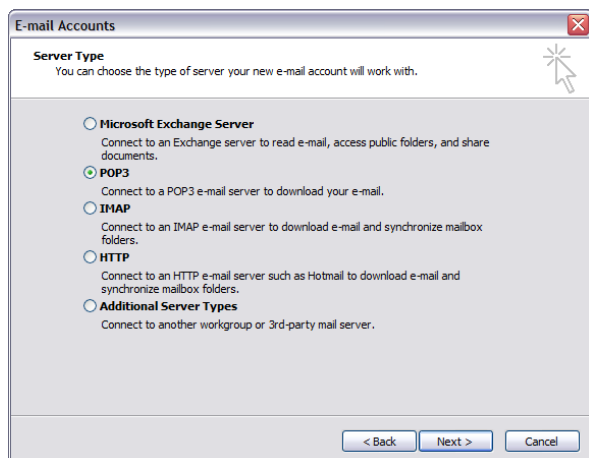 E-mail Accounts
Server Type
You can choose the type of server your new e-mail account will work with.
Microsoft Exchange Server
Connect to an Exchange server to read e-mail, access public folders, and share
documents.
POP3
Connect to a POP3 e-mail server to download your e-mail.
IMAP
Connect to an IMAP e-mail server to download e-mail and synchronize mailbox
folders.
HTTP
Connect to an HTTP e-mail server such as Hotmail to download e-mail and
synchronize mailbox folders.
Additional Server Types
Connect to another workgroup or 3rd-party mail server.
< Back Next > Cancel